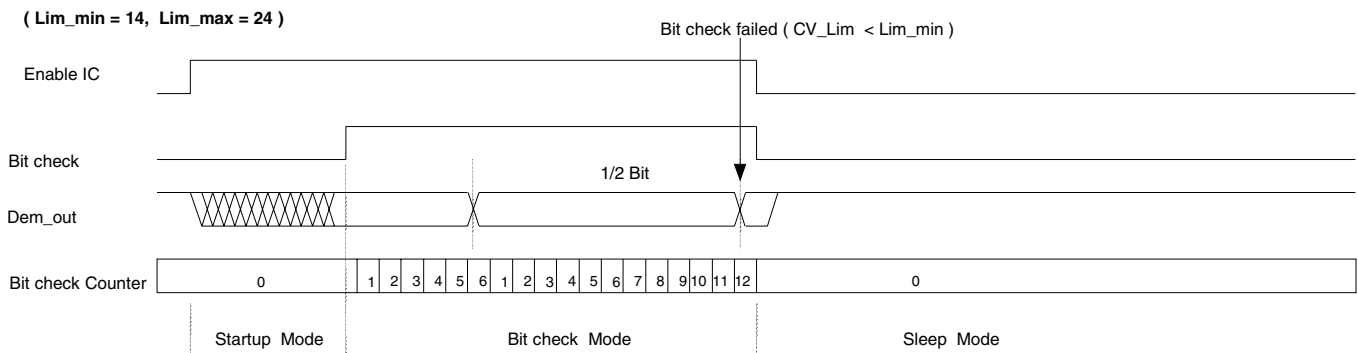 ( Lim_min = 14, Lim_max = 24 )
Bit check failed ( CV_Lim < Lim_min )
Enable IC
Bit check
1/2 Bit
Dem_out
Bit check Counter 0 1 2 3 4 5 6 1 2 3 4 5 6 7 8 9 10 11 12 0
Startup Mode Bit check Mode Sleep Mode